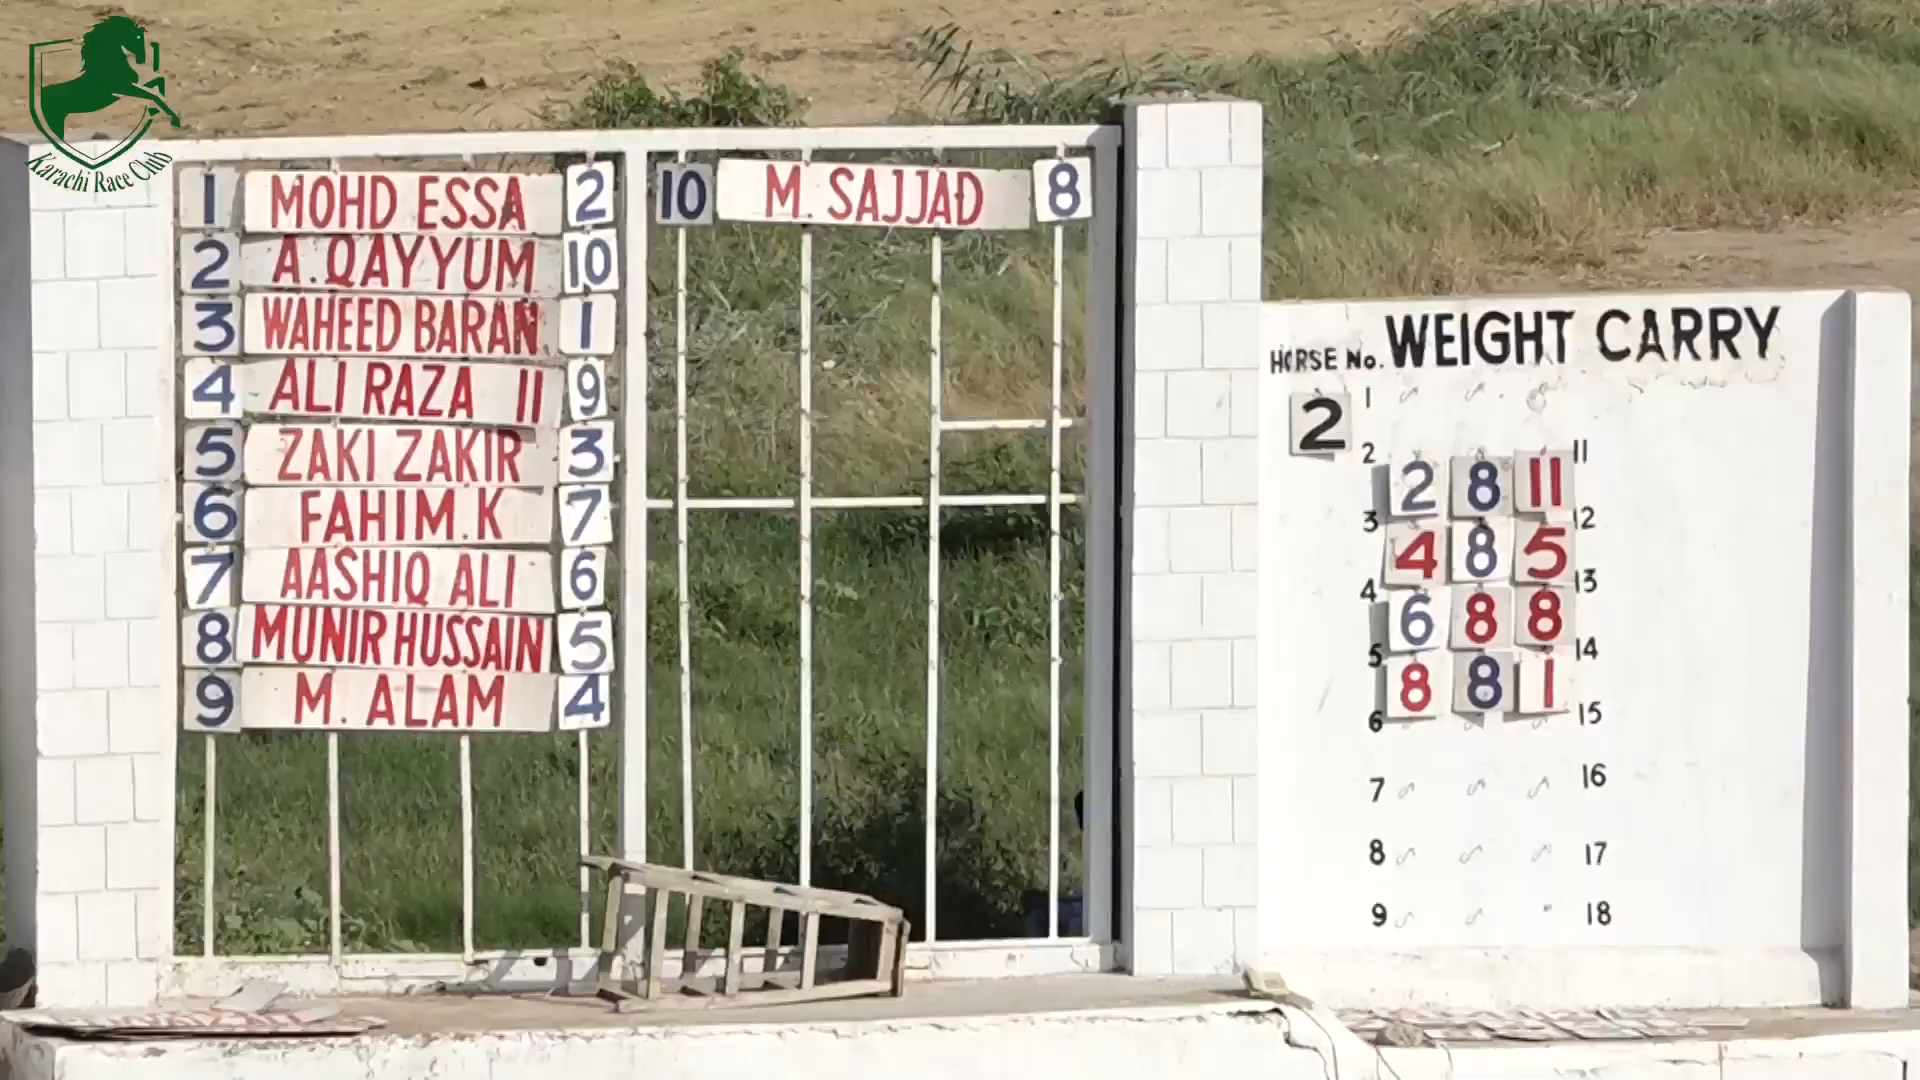 Karachi Race Club
1 MOHD ESSA 2
2 A.QAYYUM 10
3 WAHEED BARAN 1
4 ALI RAZA II 9
5 ZAKI ZAKIR 3
6 FAHIM.K 7
7 AASHIQ ALI 6
8 MUNIR HUSSAIN 5
9 M. ALAM 4
10 M. SAJJAD 8
HORSE No. WEIGHT CARRY
2
1
2 11
2 8 11
3 12
4 8 5
4 13
6 8 8
5 14
8 8 1
6 15
7 16
8 17
9 18